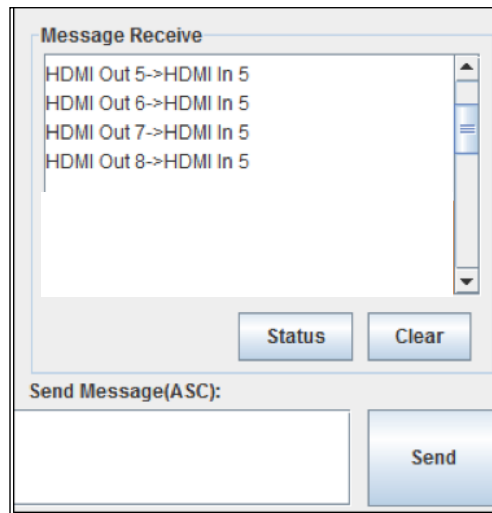 Message Receive
HDMI Out 5->HDMI In 5
HDMI Out 6->HDMI In 5
HDMI Out 7->HDMI In 5
HDMI Out 8->HDMI In 5
Status Clear
Send Message(ASC):
Send